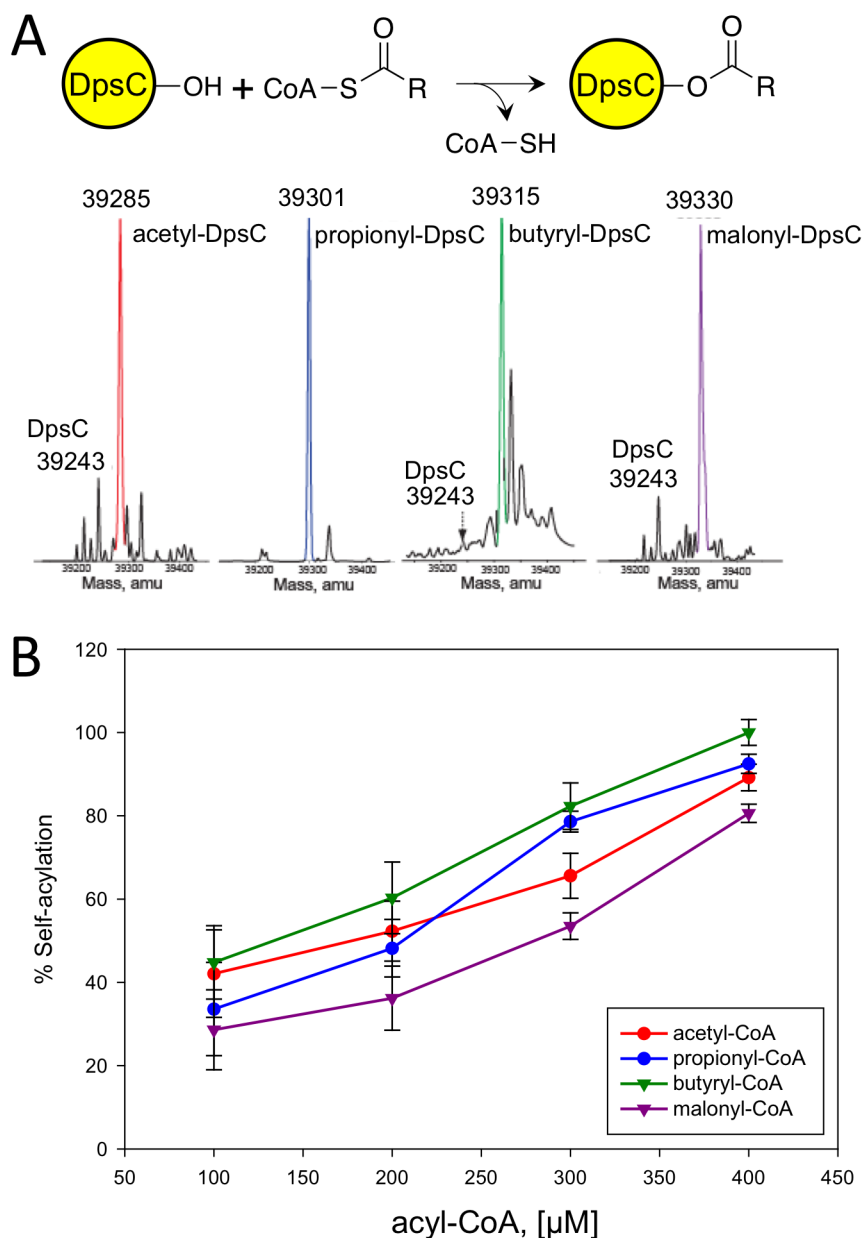 A
O O
DpsC—OH + CoA–S R DpsC–O R
CoA–SH
39285 39301 39315 39330
acetyl-DpsC propionyl-DpsC butyryl-DpsC malonyl-DpsC
DpsC
39243
DpsC
39243
DpsC
39243
39200 39300 39400
Mass, amu
39200 39300 39400
Mass, amu
39200 39300 39400
Mass, amu
39200 39300 39400
Mass, amu
B
120
100
80
60
40
20
0
% Self-acylation
acetyl-CoA
propionyl-CoA
butyryl-CoA
malonyl-CoA
50 100 150 200 250 300 350 400 450
acyl-CoA, [µM]